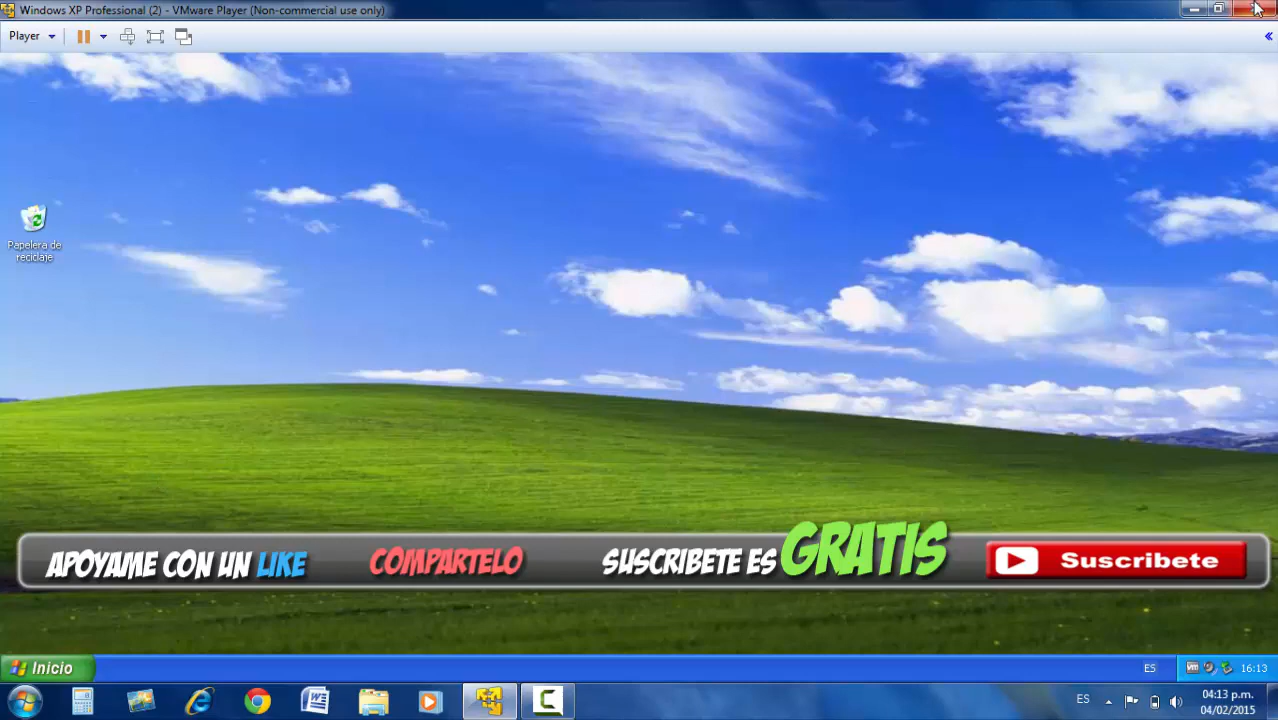 Windows XP Professional (2) - VMware Player (Non-commercial use only)
Player
Papelera de
reciclaje
APOYAME CON UN LIKE COMPARTELO SUSCRIBETE ES GRATIS Suscribete
Inicio
ES
16:13
ES
04:13 p.m.
04/02/2015